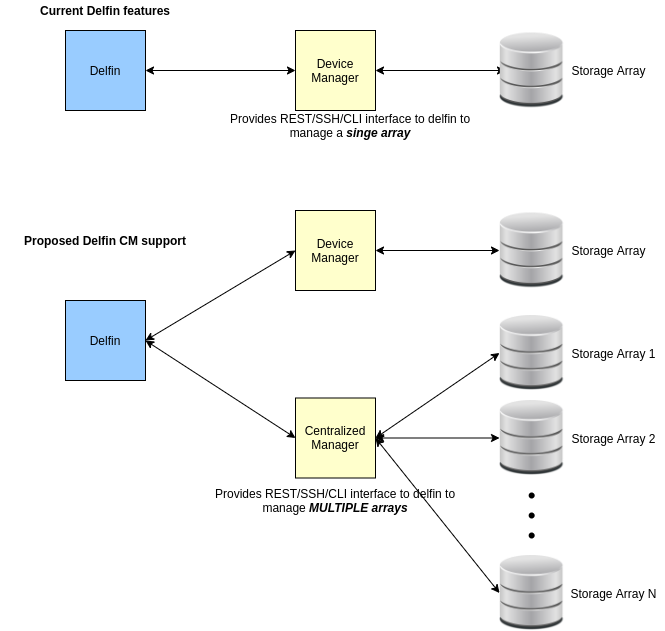 Current Delfin features
Delfin
Device
Manager
Storage Array
Provides REST/SSH/CLI interface to delfin to
manage a singe array
Proposed Delfin CM support
Device
Manager
Storage Array
Delfin
Storage Array 1
Centralized
Manager
Storage Array 2
Provides REST/SSH/CLI interface to delfin to
manage MULTIPLE arrays
Storage Array N